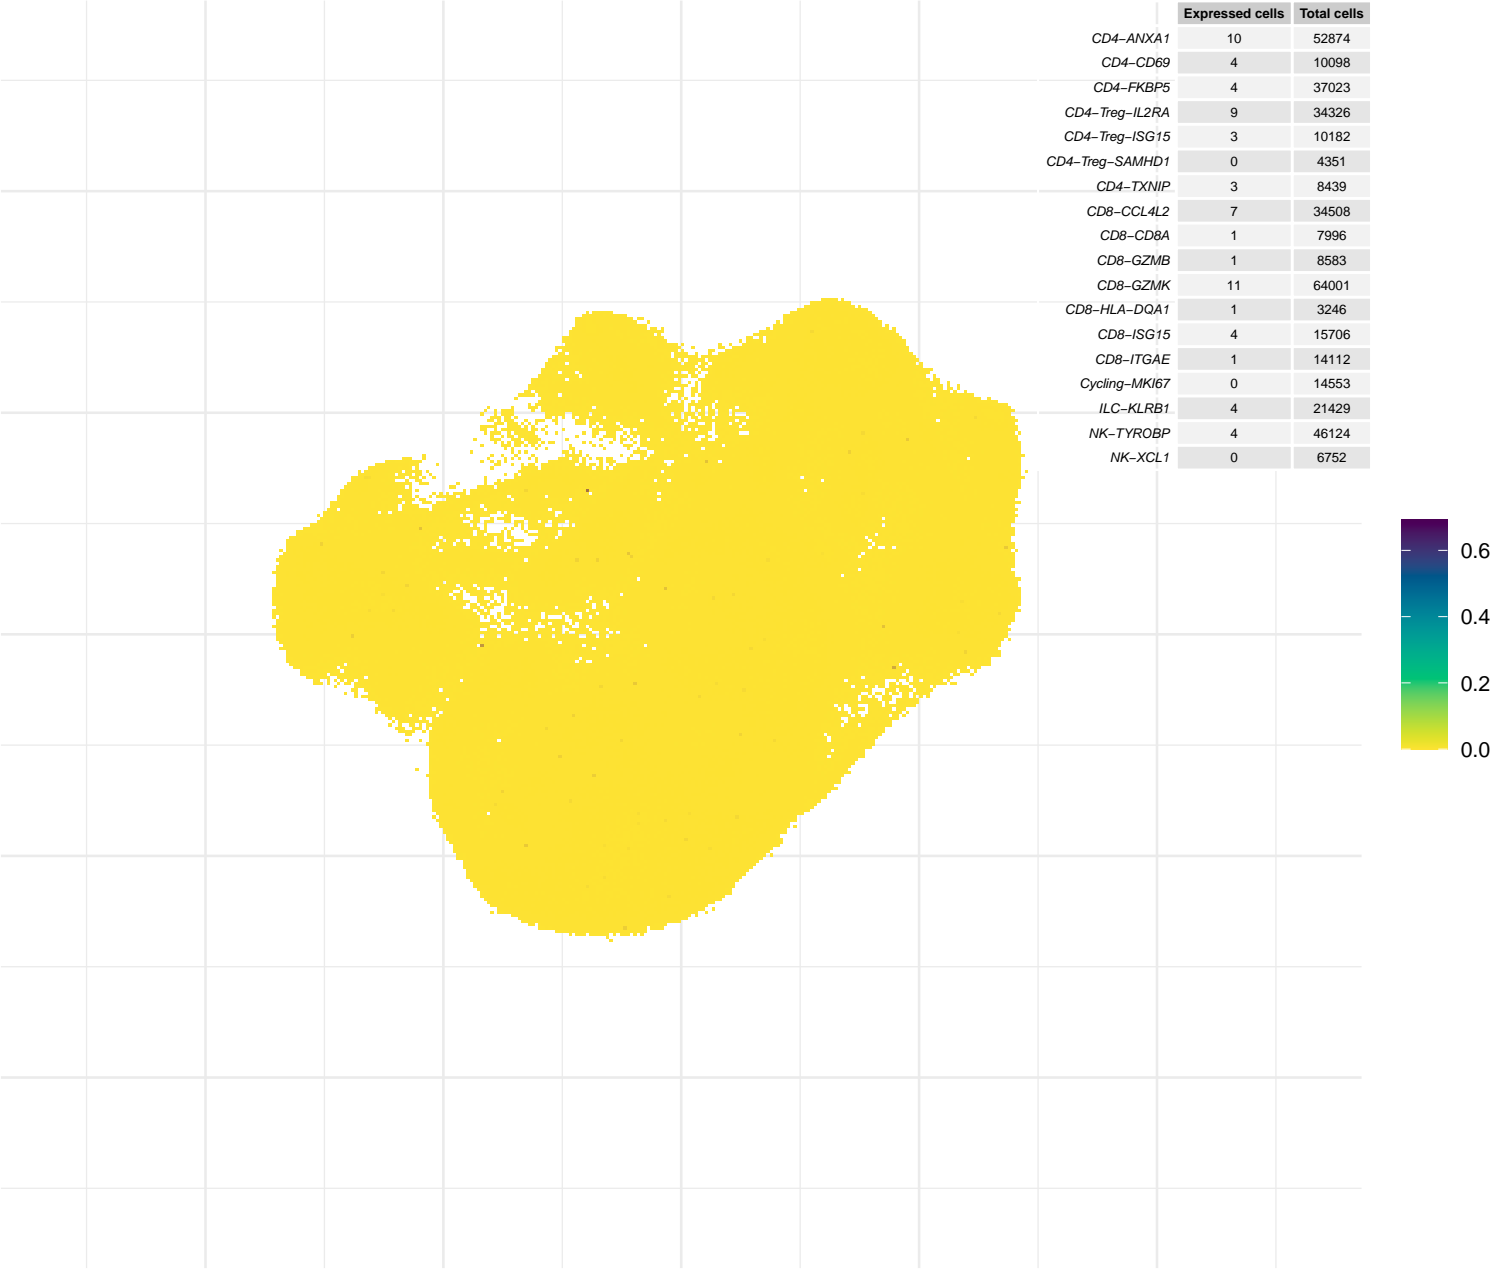 Expressed cells Total cells
CD4−ANXA1 10 52874
CD4−CD69 4 10098
CD4−FKBP5 4 37023
CD4−Treg−IL2RA 9 34326
CD4−Treg−ISG15 3 10182
CD4−Treg−SAMHD1 0 4351
CD4−TXNIP 3 8439
CD8−CCL4L2 7 34508
CD8−CD8A 1 7996
CD8−GZMB 1 8583
CD8−GZMK 11 64001
CD8−HLA−DQA1 1 3246
CD8−ISG15 4 15706
CD8−ITGAE 1 14112
Cycling−MKI67 0 14553
ILC−KLRB1 4 21429
NK−TYROBP 4 46124
NK−XCL1 0 6752
0.6
0.4
0.2
0.0